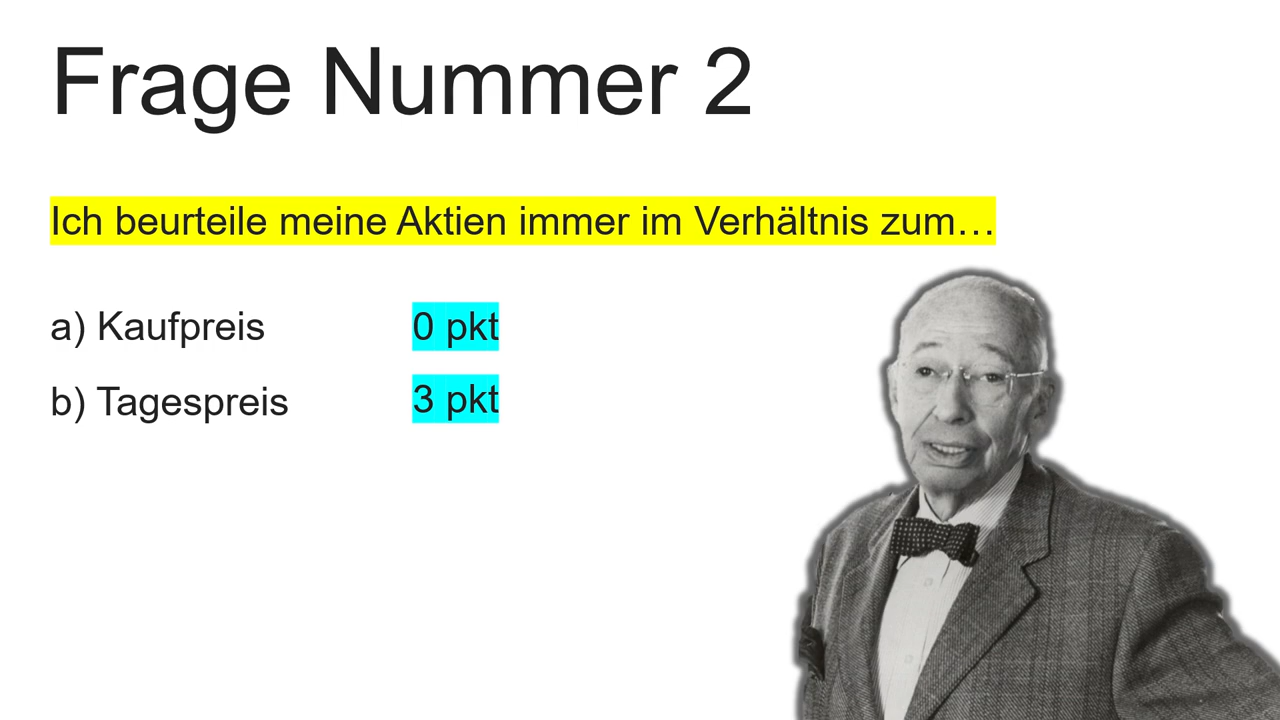 Frage Nummer 2
Ich beurteile meine Aktien immer im Verhältnis zum…
a) Kaufpreis 0 pkt
b) Tagespreis 3 pkt